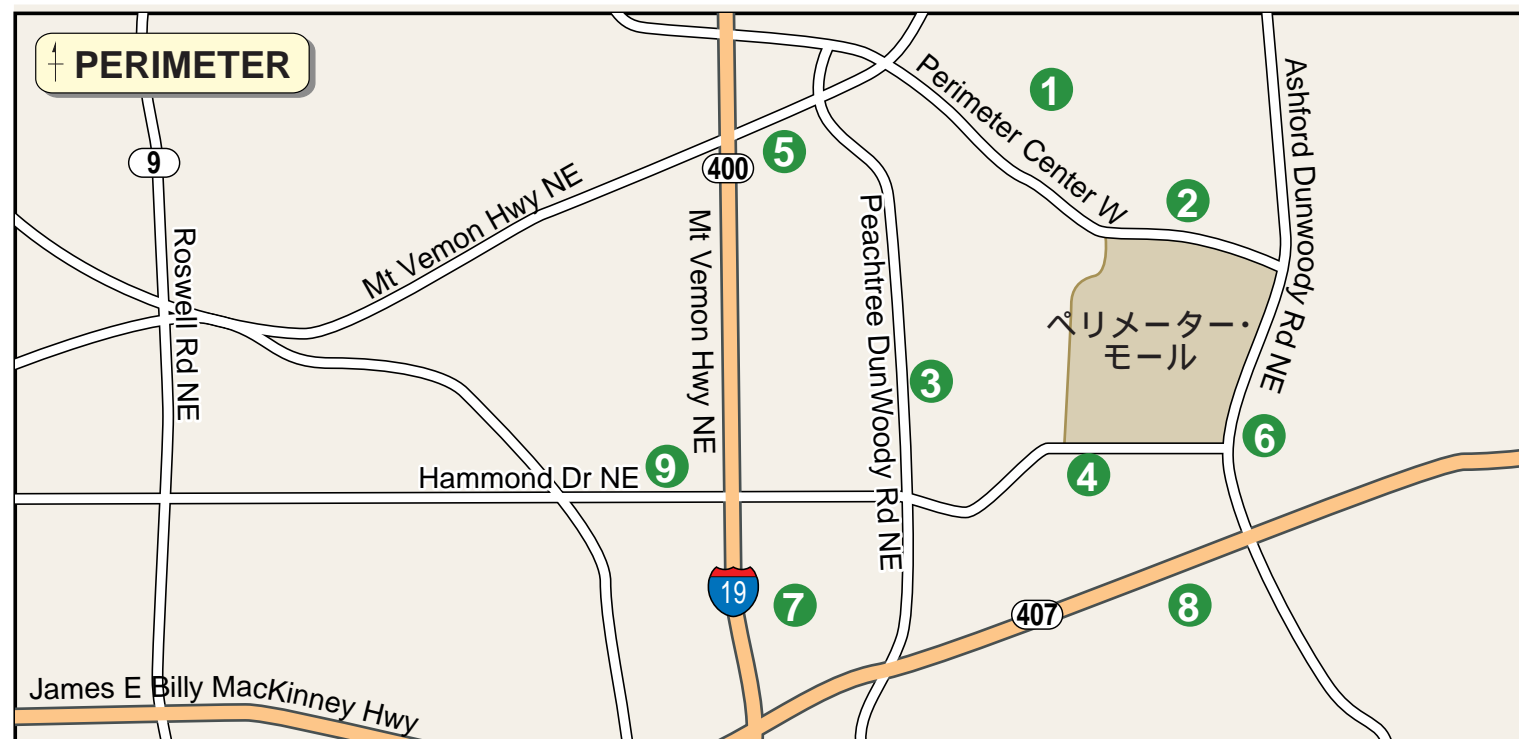 PERIMETER
9
400
5
1
2
Perimeter Center W
Ashford Dunwoody Rd NE
Mt Vemon Hwy NE
Roswell Rd NE
Mt Vemon Hwy NE
Peachtree DunWoody Rd NE
ペリメーター・
モール
3
6
9
4
Hammond Dr NE
19
7
407
8
James E Billy MacKinney Hwy